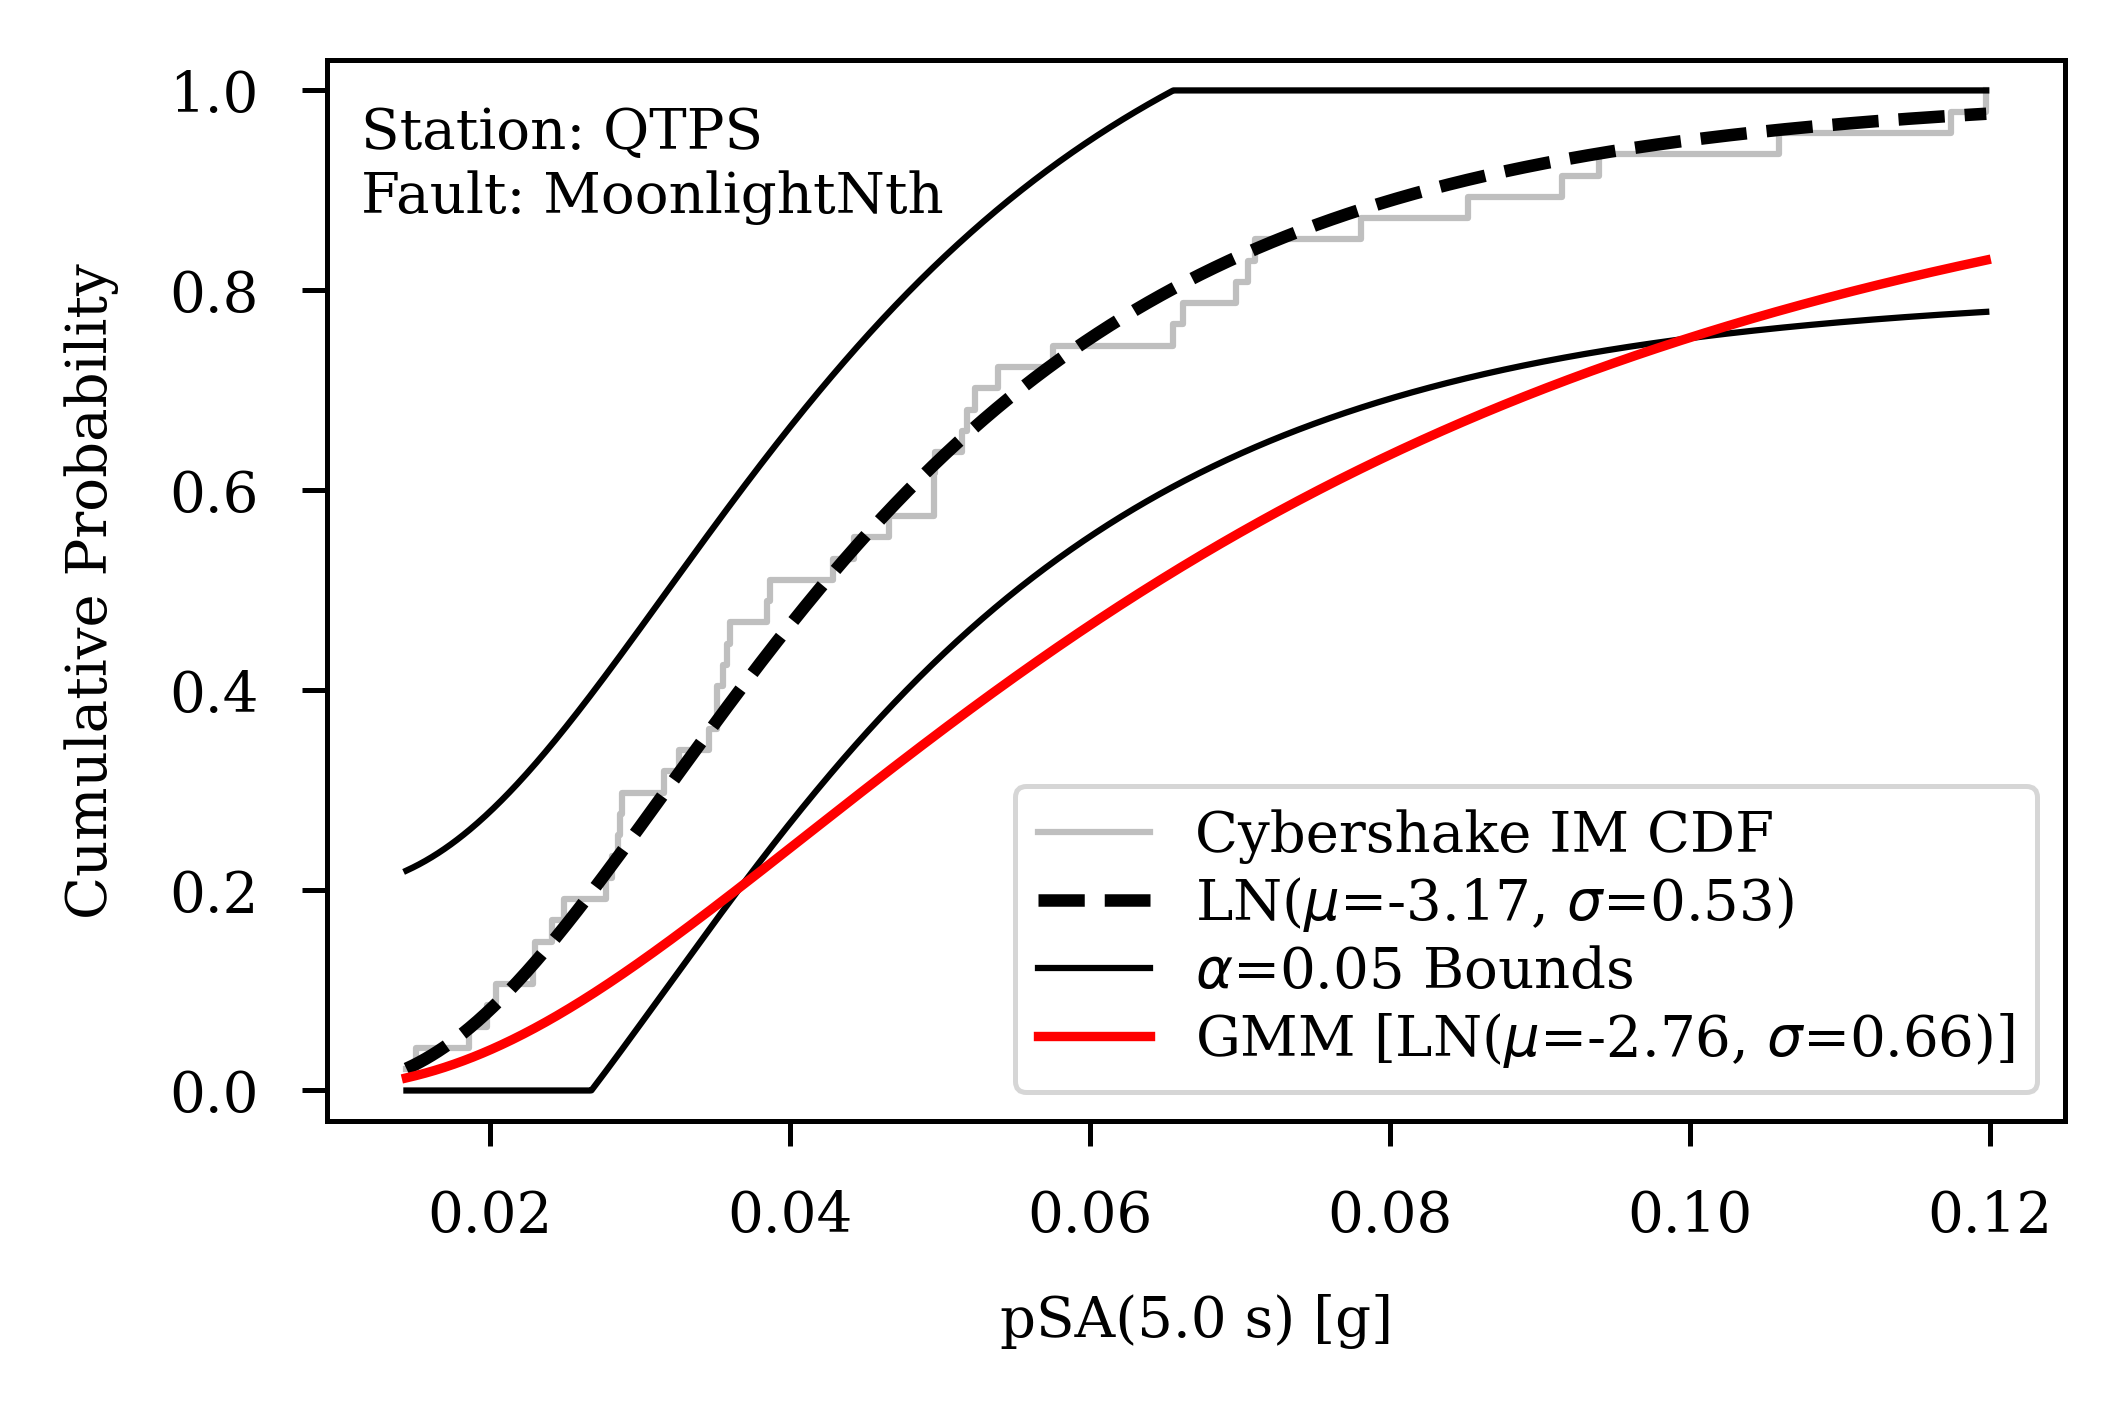 1.0
0.8
0.6
0.4
0.2
0.0
Cumulative Probability
Station: QTPS
Fault: MoonlightNth
Cybershake IM CDF
LN(μ=-3.17, σ=0.53)
α=0.05 Bounds
GMM [LN(μ=-2.76, σ=0.66)]
0.02 0.04 0.06 0.08 0.10 0.12
pSA(5.0 s) [g]